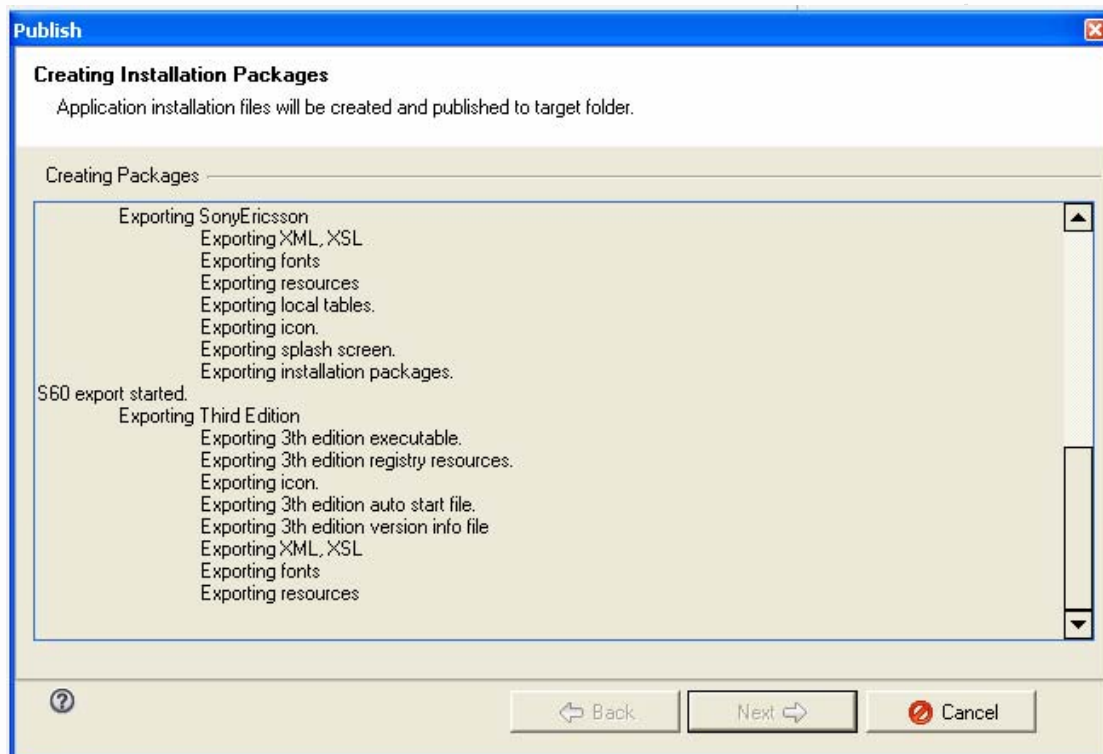 Publish
Creating Installation Packages
Application installation files will be created and published to target folder.
Creating Packages
Exporting SonyEricsson
Exporting XML, XSL
Exporting fonts
Exporting resources
Exporting local tables.
Exporting icon.
Exporting splash screen.
Exporting installation packages.
S60 export started.
Exporting Third Edition
Exporting 3th edition executable.
Exporting 3th edition registry resources.
Exporting icon.
Exporting 3th edition auto start file.
Exporting 3th edition version info file
Exporting XML, XSL
Exporting fonts
Exporting resources
Back
Next
Cancel